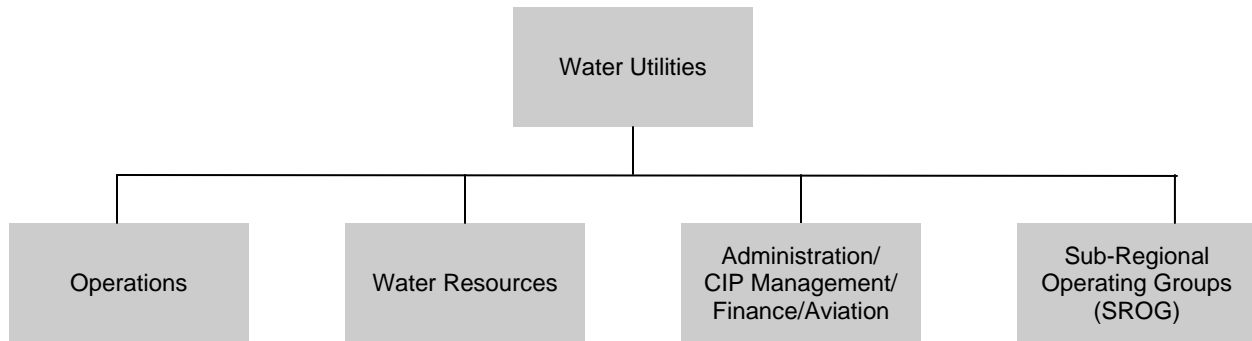 Water Utilities
Operations
Water Resources
Administration/
CIP Management/
Finance/Aviation
Sub-Regional
Operating Groups
(SROG)